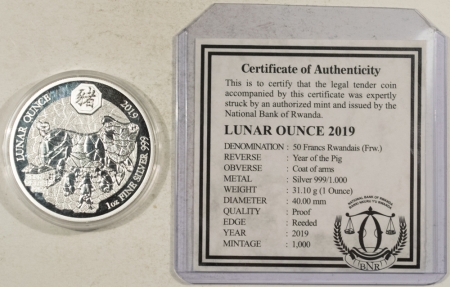 LUNAR OUNCE
2019
豬
1oz FINE SILVER 999
Certificate of Authenticity
This is to certify that the legal tender coin
accompanied by this certificate was expertly
struck by an authorized mint and issued by the
National Bank of Rwanda.
LUNAR OUNCE 2019
DENOMINATION : 50 Francs Rwandais (Frw.)
REVERSE : Year of the Pig
OBVERSE : Coat of arms
METAL : Silver 999/1.000
WEIGHT : 31.10 g (1 Ounce)
DIAMETER : 40.00 mm
QUALITY : Proof
EDGE : Reeded
YEAR : 2019
MINTAGE : 1,000
NATIONAL BANK OF RWANDA
BNR